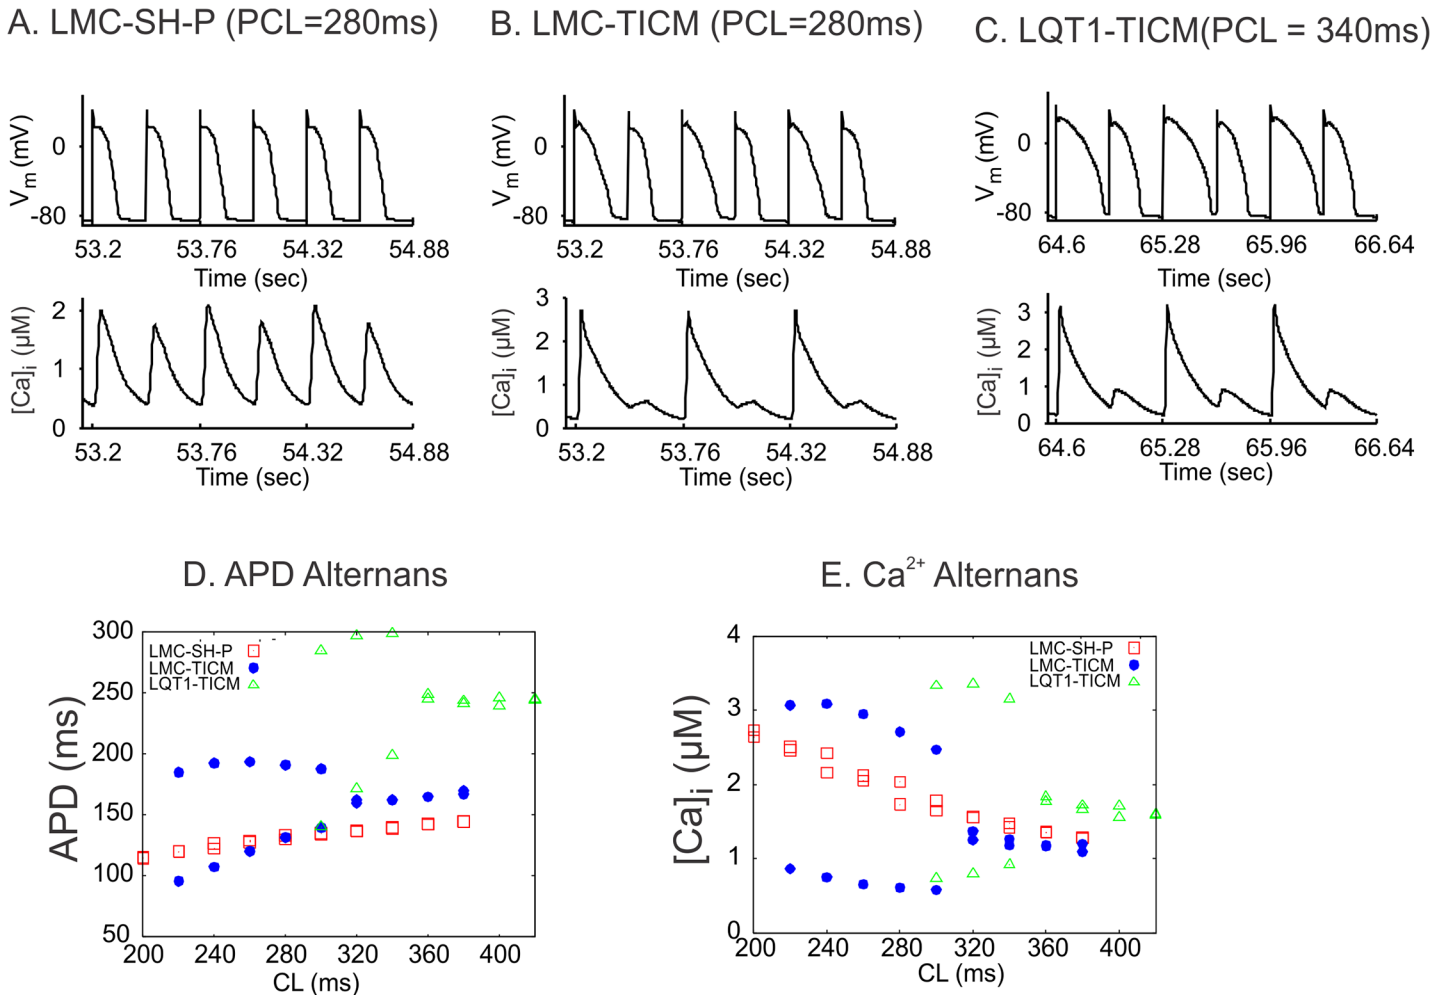 A. LMC-SH-P (PCL=280ms)
B. LMC-TICM (PCL=280ms)
C. LQT1-TICM(PCL = 340ms)
Vm (mV)
0
-80
53.2 53.76 54.32 54.88
Time (sec)
Vm (mV)
0
-80
53.2 53.76 54.32 54.88
Time (sec)
Vm (mV)
0
-80
64.6 65.28 65.96 66.64
Time (sec)
[Ca]i (μM)
2
1
0
53.2 53.76 54.32 54.88
Time (sec)
[Ca]i (μM)
3
2
1
0
53.2 53.76 54.32 54.88
Time (sec)
[Ca]i (μM)
3
2
1
0
64.6 65.28 65.96 66.64
Time (sec)
D. APD Alternans
APD (ms)
300
250
200
150
100
50
LMC-SH-P
LMC-TICM
LQT1-TICM
200 240 280 320 360 400
CL (ms)
E. Ca2+ Alternans
[Ca]i (μM)
4
3
2
1
0
LMC-SH-P
LMC-TICM
LQT1-TICM
200 240 280 320 360 400
CL (ms)